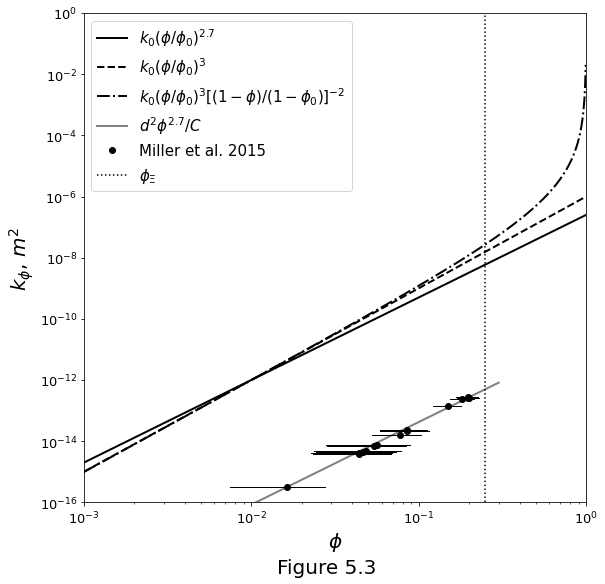 10⁰
10⁻²
10⁻⁴
10⁻⁶
10⁻⁸
10⁻¹⁰
10⁻¹²
10⁻¹⁴
10⁻¹⁶
k_ϕ, m²
k₀(ϕ/ϕ₀)²·⁷
k₀(ϕ/ϕ₀)³
k₀(ϕ/ϕ₀)³[(1 − ϕ)/(1 − ϕ₀)]⁻²
d²ϕ²·⁷/C
Miller et al. 2015
ϕ_Ξ
10⁻³ 10⁻² 10⁻¹ 10⁰
ϕ
Figure 5.3